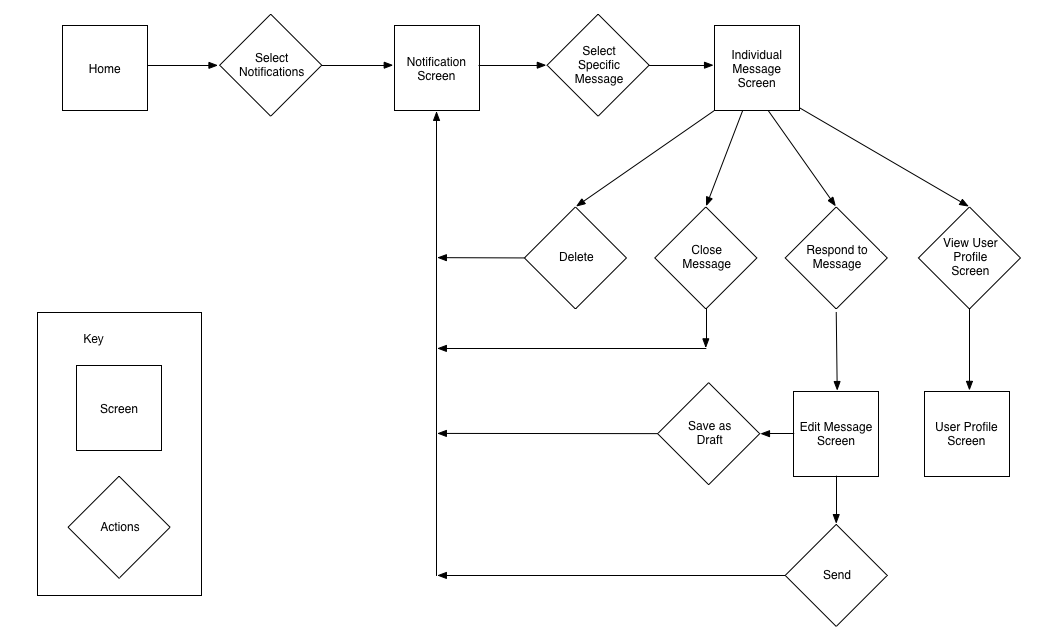 Home
Select
Notifications
Notification
Screen
Select
Specific
Message
Individual
Message
Screen
Delete
Close
Message
Respond to
Message
View User
Profile
Screen
Key
Screen
Actions
Save as
Draft
Edit Message
Screen
User Profile
Screen
Send